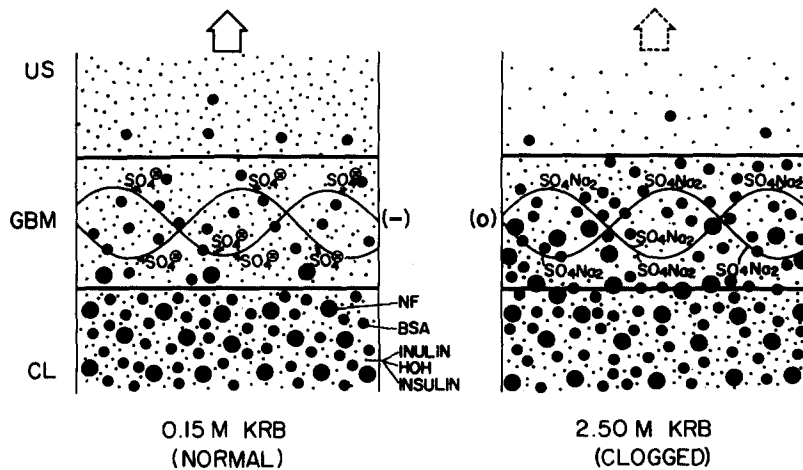 US
GBM
CL
SO4⊗
SO4⊗
SO4⊗
SO4⊗
SO4⊗
SO4⊗
(-)
NF
BSA
INULIN
HOH
INSULIN
0.15 M KRB
(NORMAL)
(o)
SO4Na2
SO4Na2
SO4Na2
SO4Na2
SO4Na2
SO4Na2
SO4Na2
2.50 M KRB
(CLOGGED)